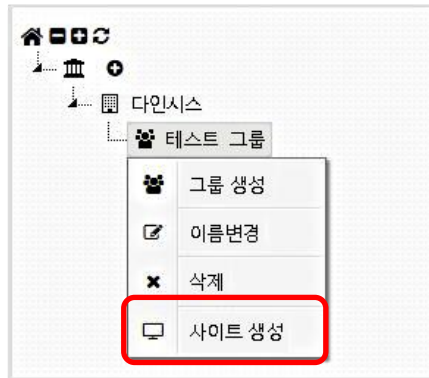 다인시스
테스트 그룹
그룹 생성
이름변경
삭제
사이트 생성